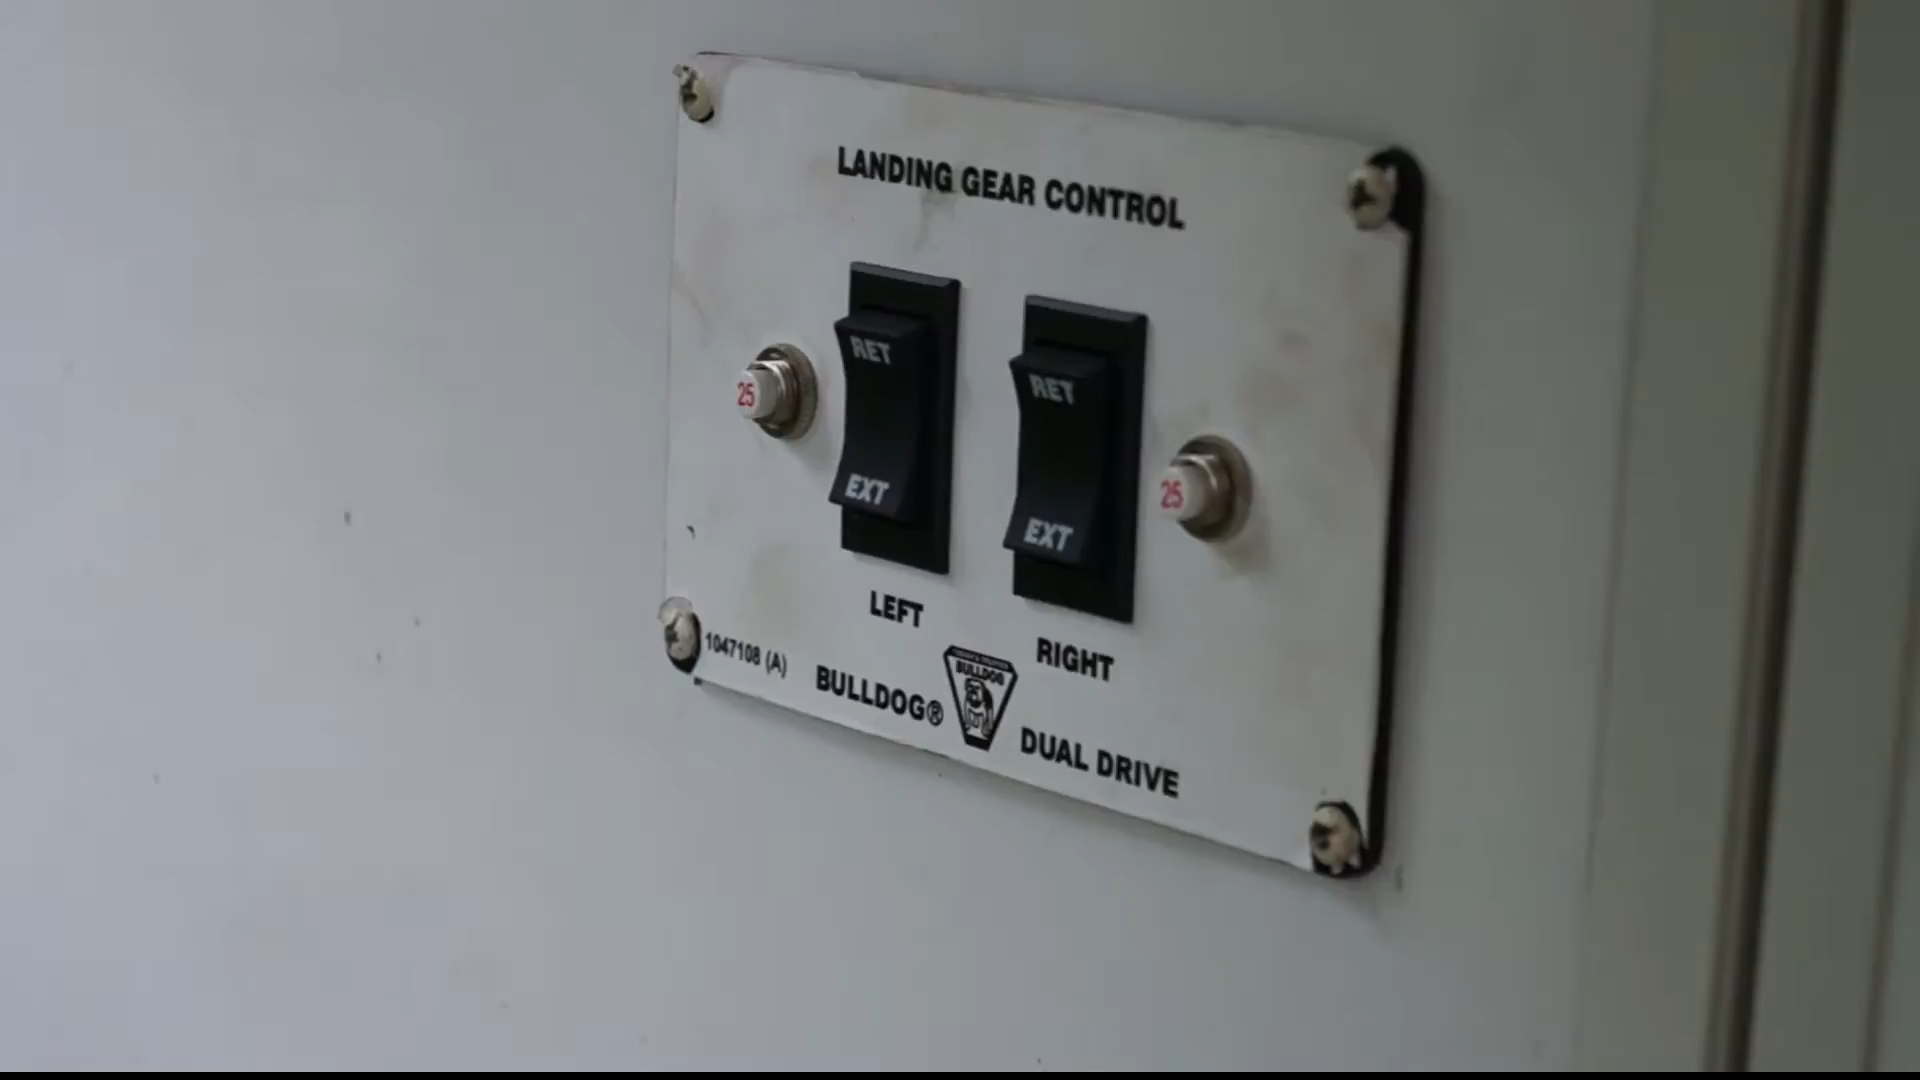 LANDING GEAR CONTROL
RET
RET
25
25
EXT
EXT
LEFT
RIGHT
1047108 (A)
BULLDOG®
BULLDOG
DUAL DRIVE